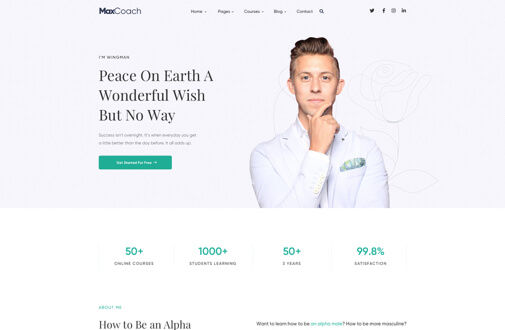 MaxCoach
Home Pages Courses Blog Contact
I'M WINGMAN
Peace On Earth A
Wonderful Wish
But No Way
Success isn't overnight. It's when everyday you get
a little better than the day before. It all adds up.
Get Started For Free
50+ 1000+ 50+ 99.8%
ONLINE COURSES STUDENTS LEARNING 3 YEARS SATISFACTION
ABOUT ME
How to Be an Alpha
Want to learn how to be an alpha male? How to be more masculine?